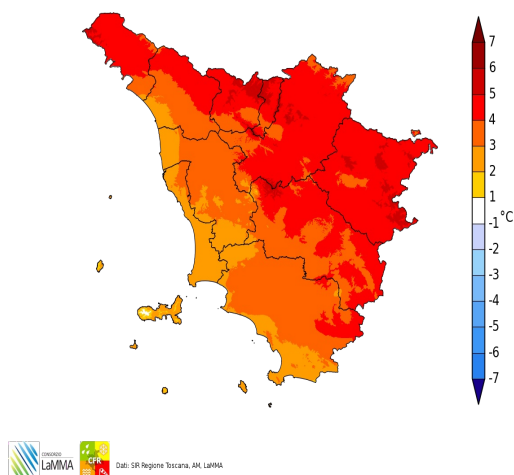 7
6
5
4
3
2
1
-1
°C
-2
-3
-4
-5
-6
-7
CONSORZIO
LaMMA
CFR
Dati: SIR Regione Toscana, AM, LaMMA